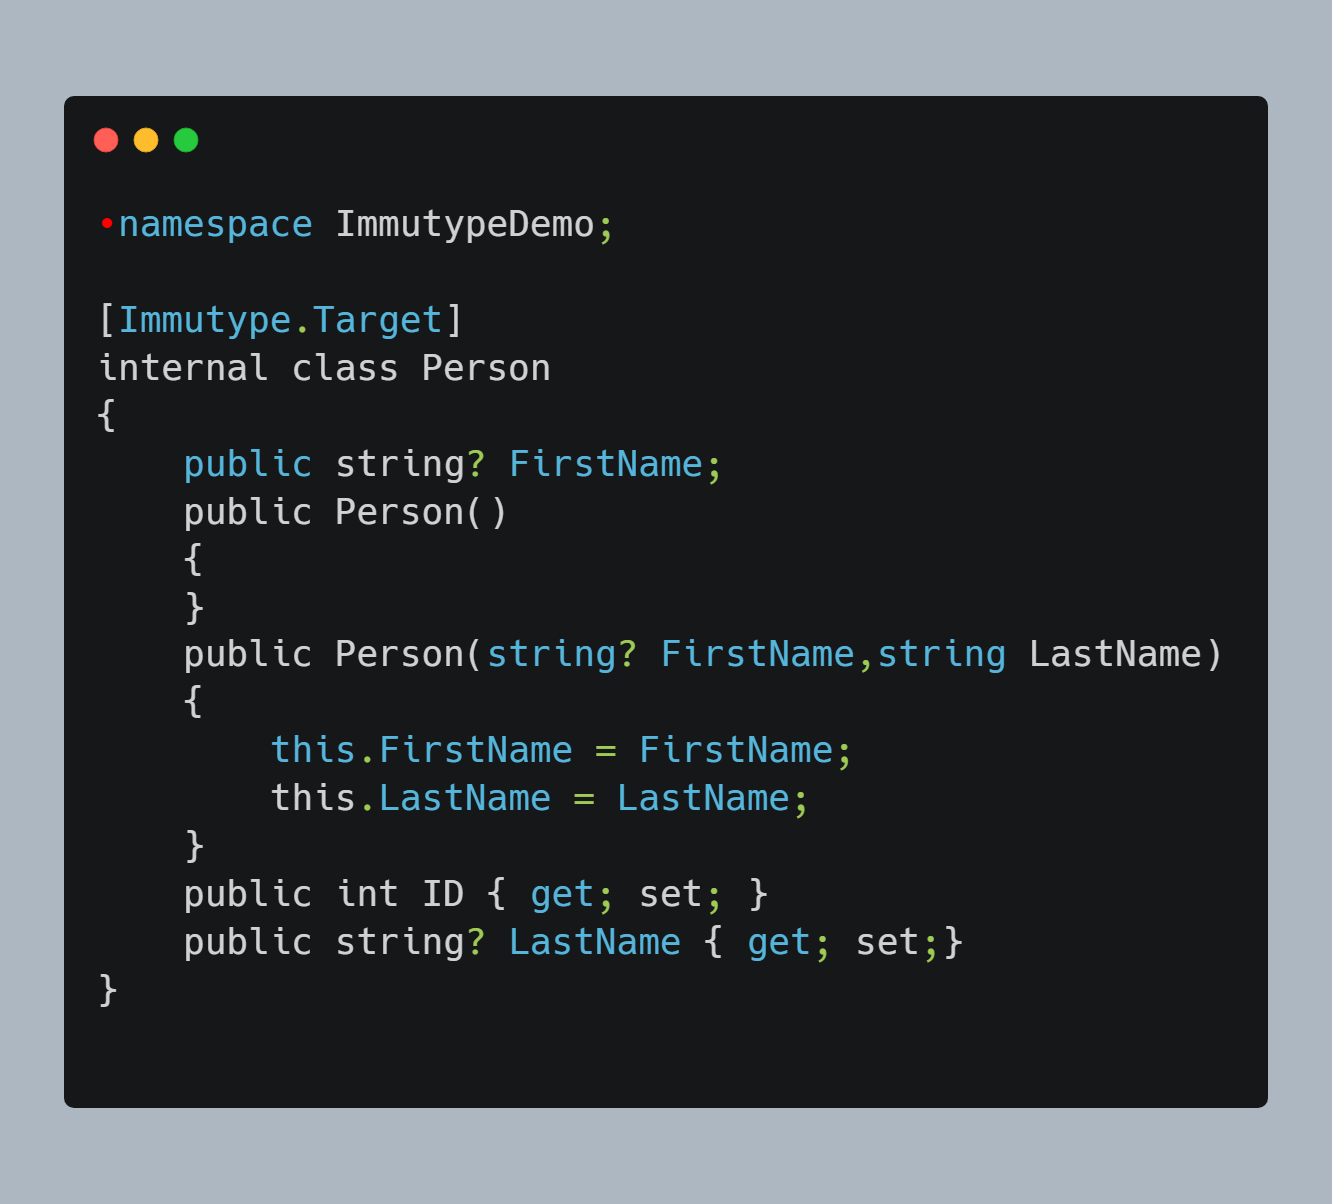 •namespace ImmutypeDemo;
[Immutype.Target]
internal class Person
{
    public string? FirstName;
    public Person()
    {
    }
    public Person(string? FirstName,string LastName)
    {
        this.FirstName = FirstName;
        this.LastName = LastName;
    }
    public int ID { get; set; }
    public string? LastName { get; set;}
}